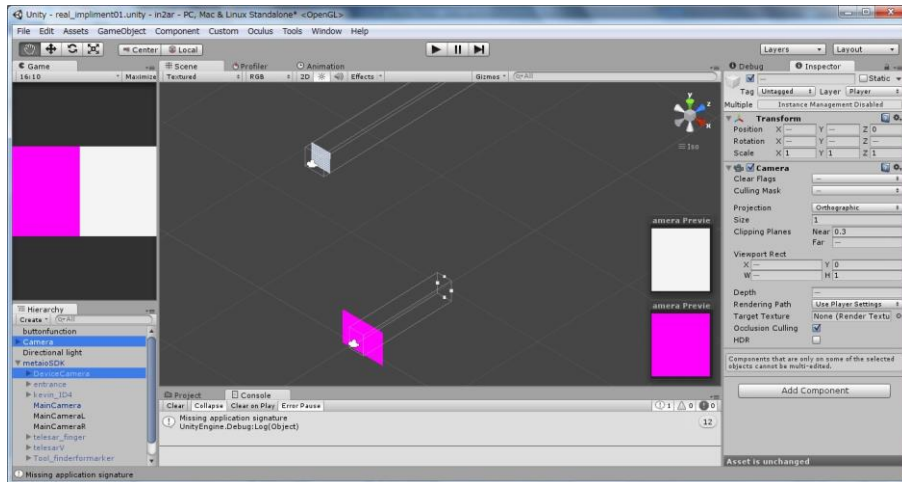 Unity - real_impliment01.unity - in2ar - PC, Mac & Linux Standalone* <OpenGL>
File Edit Assets GameObject Component Custom Oculus Tools Window Help
Center Local Layers Layout
Game Scene Profiler Animation Debug Inspector
16:10 Maximize Textured RGB 2D Effects Gizmos All
Static
Tag Untagged Layer Player
Multiple Instance Management Disabled
Transform
Position X — Y — Z 0
Rotation X — Y — Z —
Scale X 1 Y 1 Z 1
Camera
Clear Flags —
Culling Mask —
Projection Orthographic
Size 1
Clipping Planes Near 0.3
Far —
Viewport Rect
X — Y 0
W — H 1
Depth —
Rendering Path Use Player Settings
Target Texture None (Render Textu
Occlusion Culling
HDR
Components that are only on some of the selected
objects cannot be multi-edited.
Add Component
Asset is unchanged
y
z
Iso
amera Previe
amera Previe
Hierarchy
Create All
buttonfunction
Camera
Directional light
metaioSDK
DeviceCamera
entrance
kevin_ID4
MainCamera
MainCameraL
MainCameraR
telesar_finger
telesarV
Tool_finderformarker
Project Console
Clear Collapse Clear on Play Error Pause 1 0 0
Missing application signature
UnityEngine.Debug:Log(Object)
12
Missing application signature